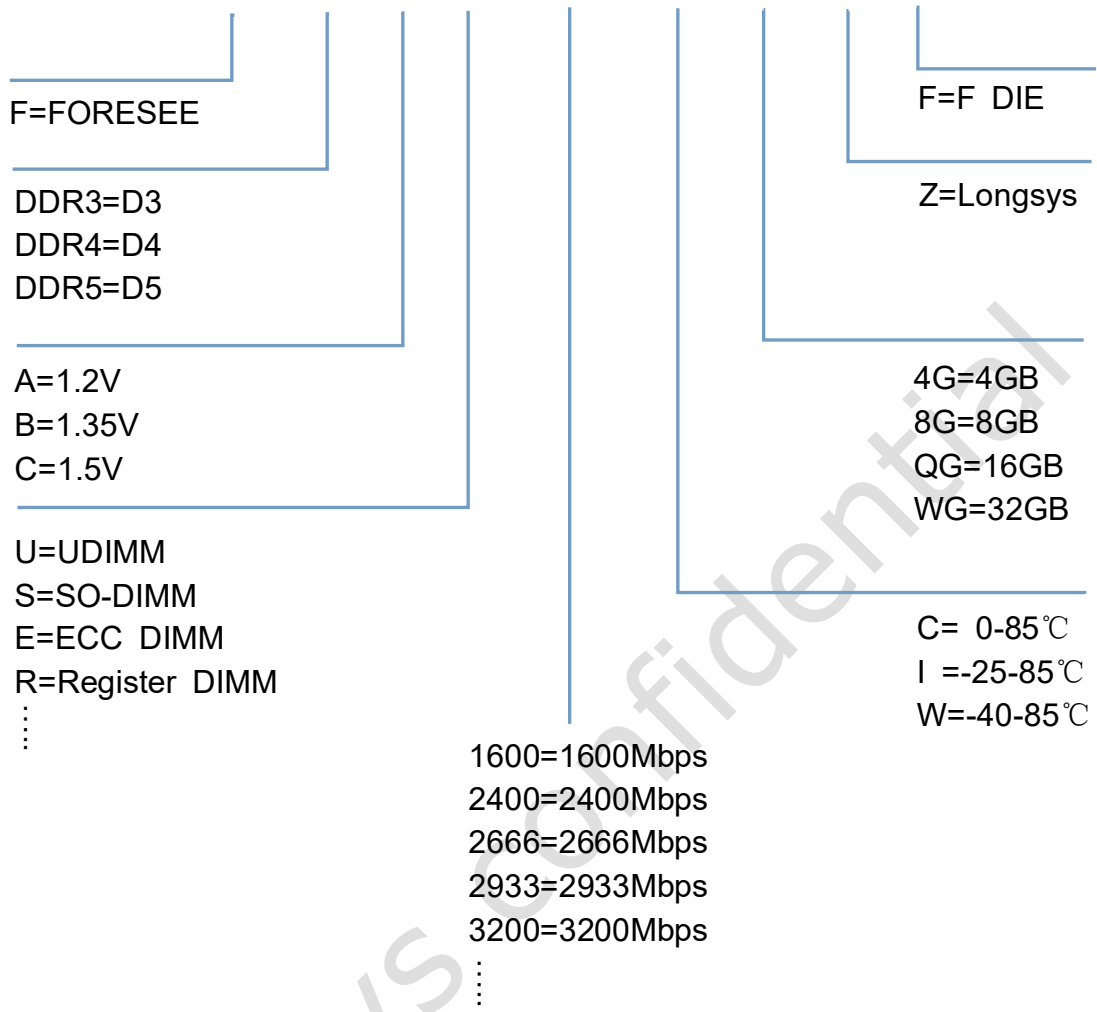 F=FORESEE
DDR3=D3
DDR4=D4
DDR5=D5
A=1.2V
B=1.35V
C=1.5V
U=UDIMM
S=SO-DIMM
E=ECC DIMM
R=Register DIMM
1600=1600Mbps
2400=2400Mbps
2666=2666Mbps
2933=2933Mbps
3200=3200Mbps
F=F DIE
Z=Longsys
4G=4GB
8G=8GB
QG=16GB
WG=32GB
C= 0-85℃
I =-25-85℃
W=-40-85℃
confidential